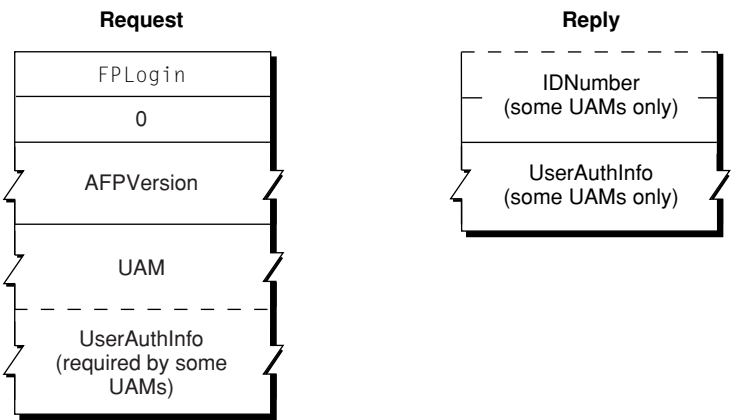 Request
FPLogin
0
AFPVersion
UAM
UserAuthInfo
(required by some
UAMs)
Reply
IDNumber
(some UAMs only)
UserAuthInfo
(some UAMs only)